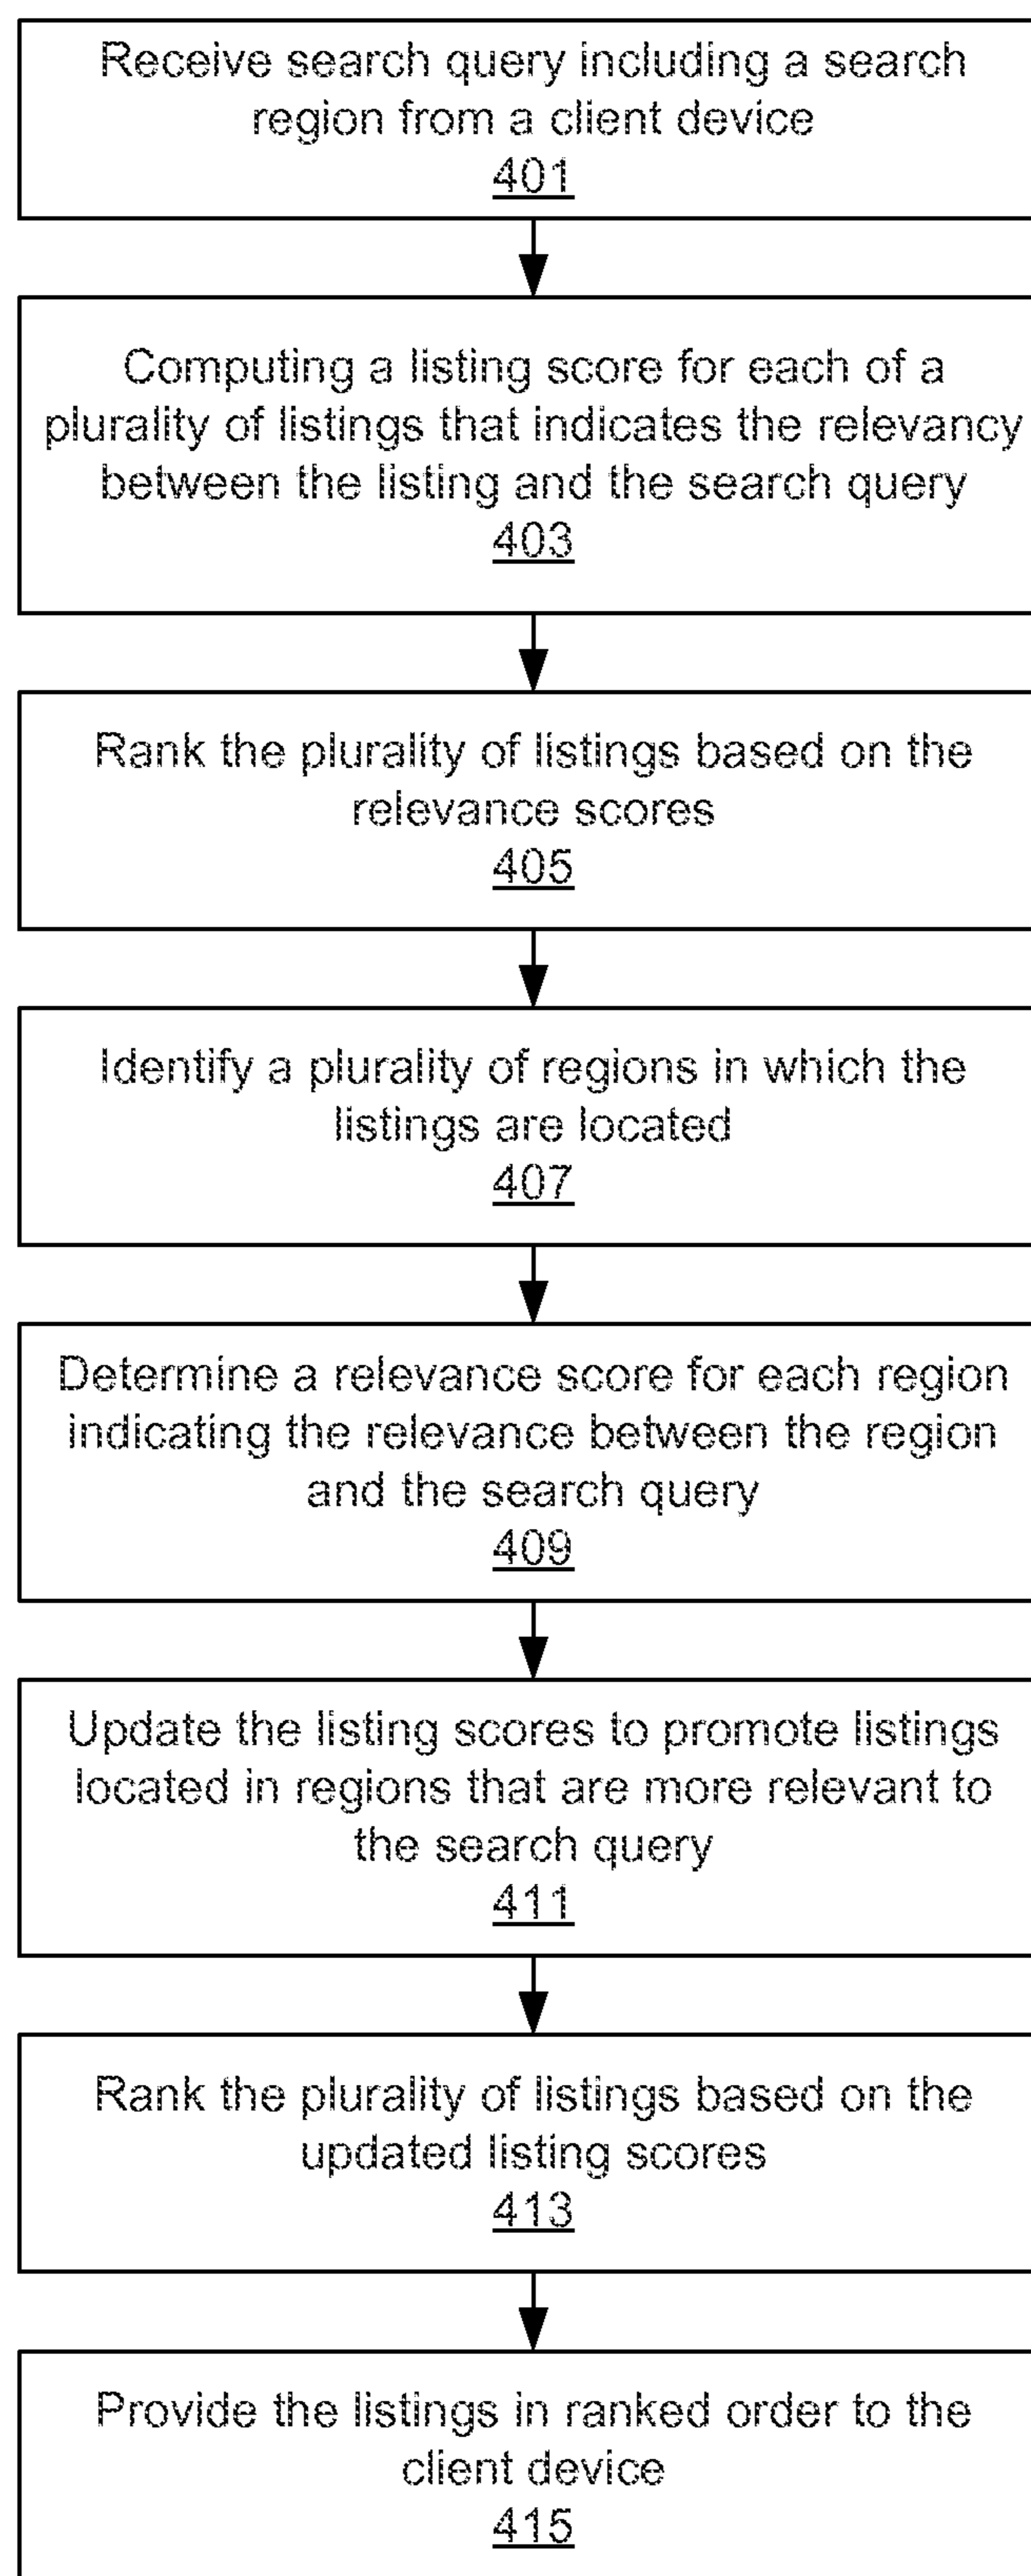 Receive search query including a search
region from a client device
401
Computing a listing score for each of a
plurality of listings that indicates the relevancy
between the listing and the search query
403
Rank the plurality of listings based on the
relevance scores
405
Identify a plurality of regions in which the
listings are located
407
Determine a relevance score for each region
indicating the relevance between the region
and the search query
409
Update the listing scores to promote listings
located in regions that are more relevant to
the search query
411
Rank the plurality of listings based on the
updated listing scores
413
Provide the listings in ranked order to the
client device
415